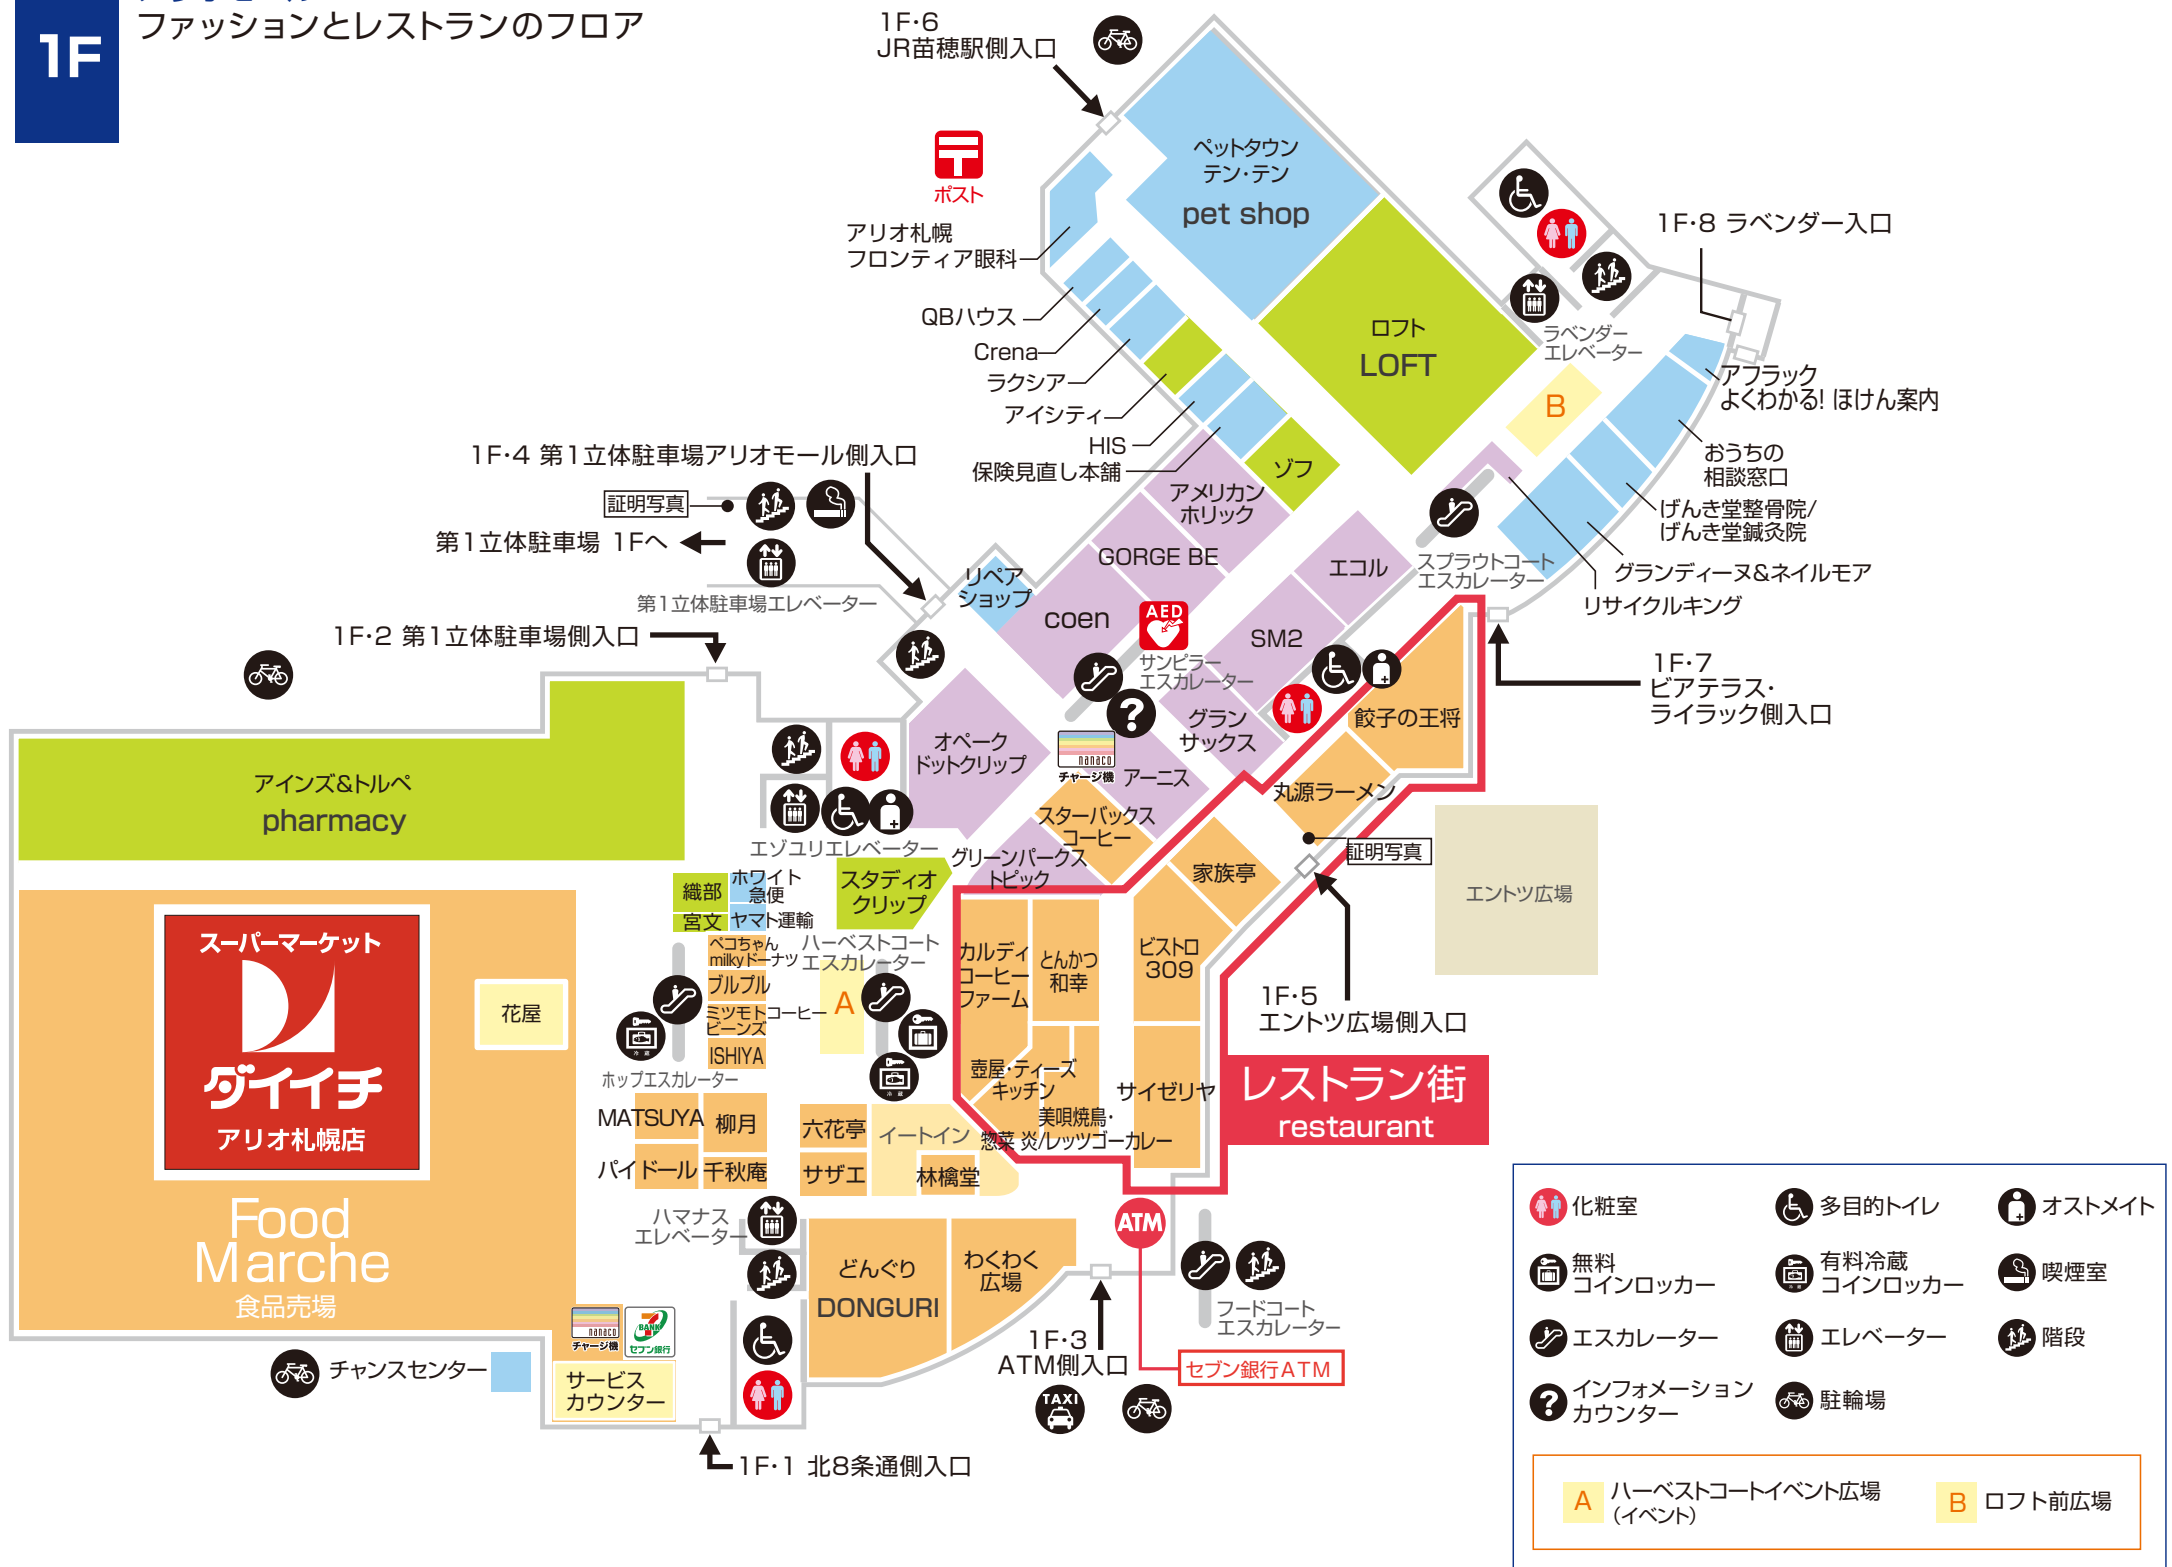 1F
ファッションとレストランのフロア
1F・6
JR苗穂駅側入口
ポスト
ペットタウン
テン・テン
pet shop
アリオ札幌
フロンティア眼科
QBハウス
Crena
ラクシア
アイシティ
HIS
保険見直し本舗
ロフト
LOFT
ゾフ
1F・8 ラベンダー入口
ラベンダー
エレベーター
B
アフラック
よくわかる! ほけん案内
おうちの
相談窓口
げんき堂整骨院/
げんき堂鍼灸院
グランディーヌ&ネイルモア
リサイクルキング
スプラウトコート
エスカレーター
1F・4 第1立体駐車場アリオモール側入口
証明写真
第1立体駐車場 1Fへ
第1立体駐車場エレベーター
1F・2 第1立体駐車場側入口
アメリカン
ホリック
GORGE BE
リペア
ショップ
coen
エコル
SM2
AED
サンピラー
エスカレーター
グラン
サックス
オペーク
ドットクリップ
nanaco
チャージ機
アーニス
スターバックス
コーヒー
グリーンパークス
トピック
餃子の王将
丸源ラーメン
家族亭
証明写真
1F・7
ビアテラス・
ライラック側入口
エントツ広場
1F・5
エントツ広場側入口
アインズ&トルペ
pharmacy
エゾユリエレベーター
スタディオ
クリップ
織部
ホワイト
急便
宮文
ヤマト運輸
ペコちゃん
milkyドーナツ
ブルプル
ミツモトコーヒー
ビーンズ
ISHIYA
ハーベストコート
エスカレーター
A
ホップエスカレーター
スーパーマーケット
ダイイチ
アリオ札幌店
花屋
Food
Marche
食品売場
カルディ
コーヒー
ファーム
とんかつ
和幸
ビストロ
309
壺屋・ティーズ
キッチン
美唄焼鳥・
惣菜 炎/レッツゴーカレー
サイゼリヤ
レストラン街
restaurant
MATSUYA
柳月
パイドール
千秋庵
六花亭
サザエ
イートイン
林檎堂
ハマナス
エレベーター
どんぐり
DONGURI
わくわく
広場
ATM
フードコート
エスカレーター
1F・3
ATM側入口
セブン銀行ATM
TAXI
nanaco
チャージ機
BANK
セブン銀行
サービス
カウンター
チャンスセンター
1F・1 北8条通側入口
化粧室
多目的トイレ
オストメイト
無料
コインロッカー
有料冷蔵
コインロッカー
喫煙室
エスカレーター
エレベーター
階段
インフォメーション
カウンター
駐輪場
A
ハーベストコートイベント広場
(イベント)
B
ロフト前広場